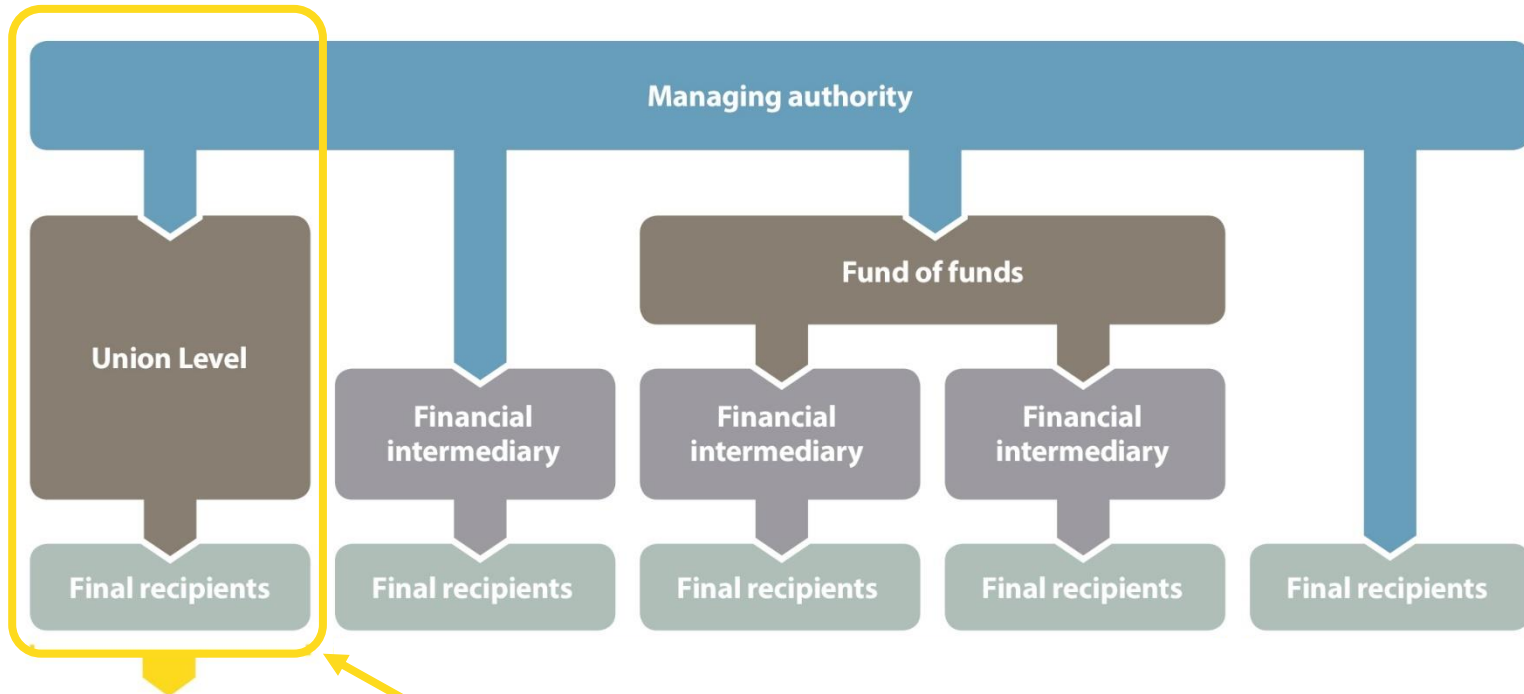 Managing authority
Fund of funds
Union Level
Financial
intermediary
Financial
intermediary
Financial
intermediary
Final recipients
Final recipients
Final recipients
Final recipients
Final recipients